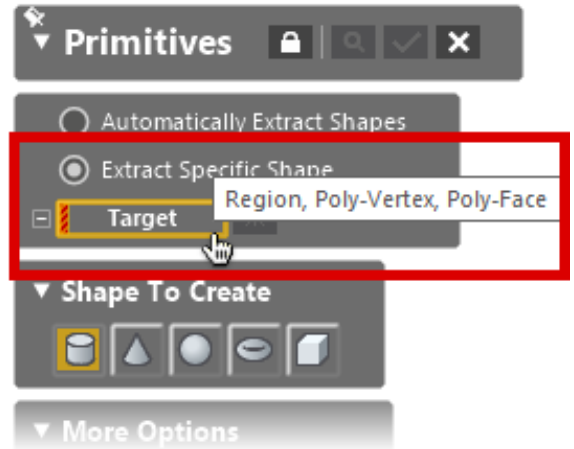 Primitives
Automatically Extract Shapes
Extract Specific Shape
Region, Poly-Vertex, Poly-Face
Target
Shape To Create
More Options